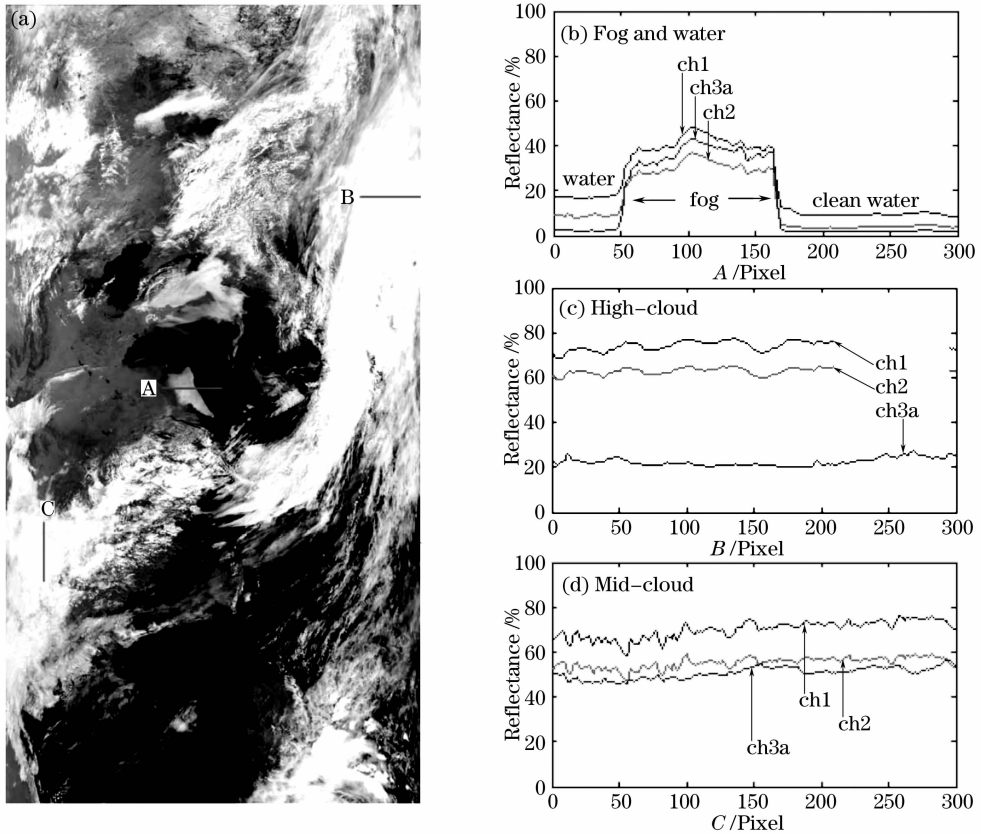 (a)
B
A
C
(b) Fog and water
Reflectance /%
100
80
60
40
20
0
ch1
ch3a
ch2
water
fog
clean water
0 50 100 150 200 250 300
A /Pixel
(c) High-cloud
Reflectance /%
100
80
60
40
20
0
ch1
ch2
ch3a
0 50 100 150 200 250 300
B /Pixel
(d) Mid-cloud
Reflectance /%
100
80
60
40
20
0
ch1
ch2
ch3a
0 50 100 150 200 250 300
C /Pixel